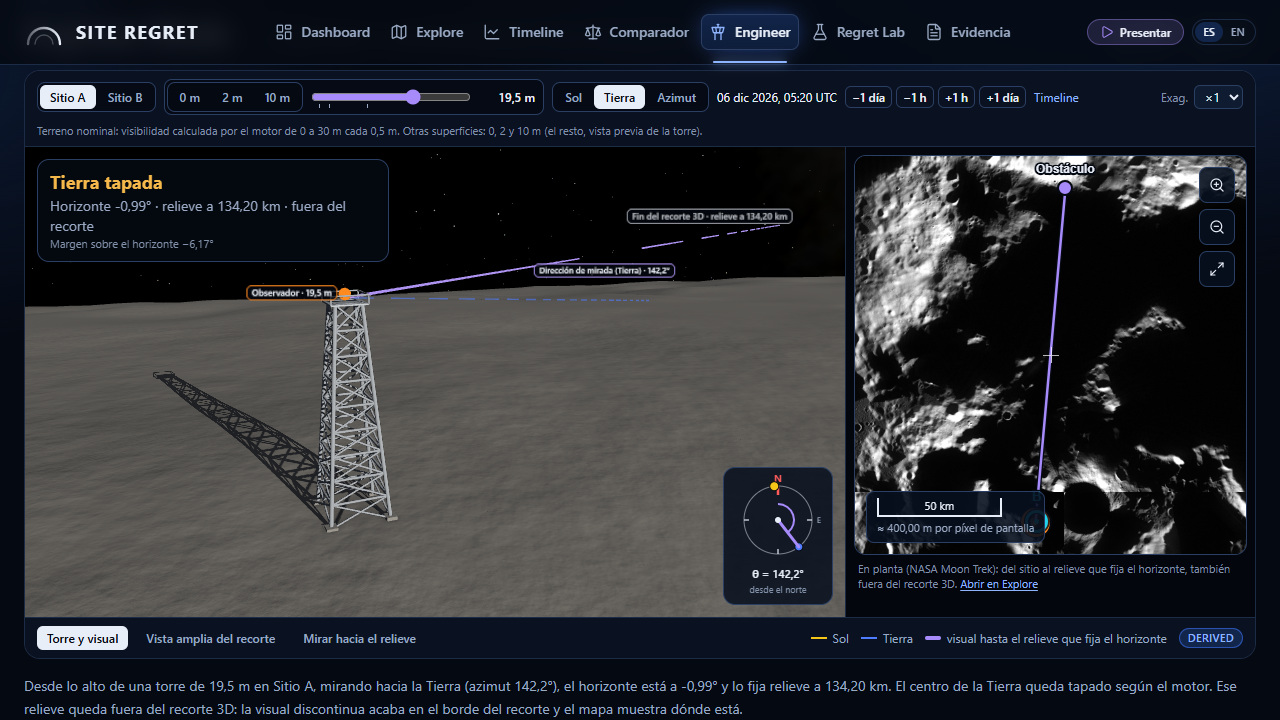 SITE REGRET
Dashboard
Explore
Timeline
Comparador
Engineer
Regret Lab
Evidencia
Presentar
ES
EN
Sitio A
Sitio B
0 m
2 m
10 m
19,5 m
Sol
Tierra
Azimut
06 dic 2026, 05:20 UTC
−1 día
−1 h
+1 h
+1 día
Timeline
Exag.
×1
Terreno nominal: visibilidad calculada por el motor de 0 a 30 m cada 0,5 m. Otras superficies: 0, 2 y 10 m (el resto, vista previa de la torre).
Tierra tapada
Horizonte -0,99° · relieve a 134,20 km · fuera del
recorte
Margen sobre el horizonte −6,17°
Fin del recorte 3D · relieve a 134,20 km
Dirección de mirada (Tierra) · 142,2°
Observador · 19,5 m
N
E
θ = 142,2°
desde el norte
Obstáculo
50 km
≈ 400,00 m por píxel de pantalla
En planta (NASA Moon Trek): del sitio al relieve que fija el horizonte, también
fuera del recorte 3D. Abrir en Explore
Torre y visual
Vista amplia del recorte
Mirar hacia el relieve
Sol
Tierra
visual hasta el relieve que fija el horizonte
DERIVED
Desde lo alto de una torre de 19,5 m en Sitio A, mirando hacia la Tierra (azimut 142,2°), el horizonte está a -0,99° y lo fija relieve a 134,20 km. El centro de la Tierra queda tapado según el motor. Ese
relieve queda fuera del recorte 3D: la visual discontinua acaba en el borde del recorte y el mapa muestra dónde está.